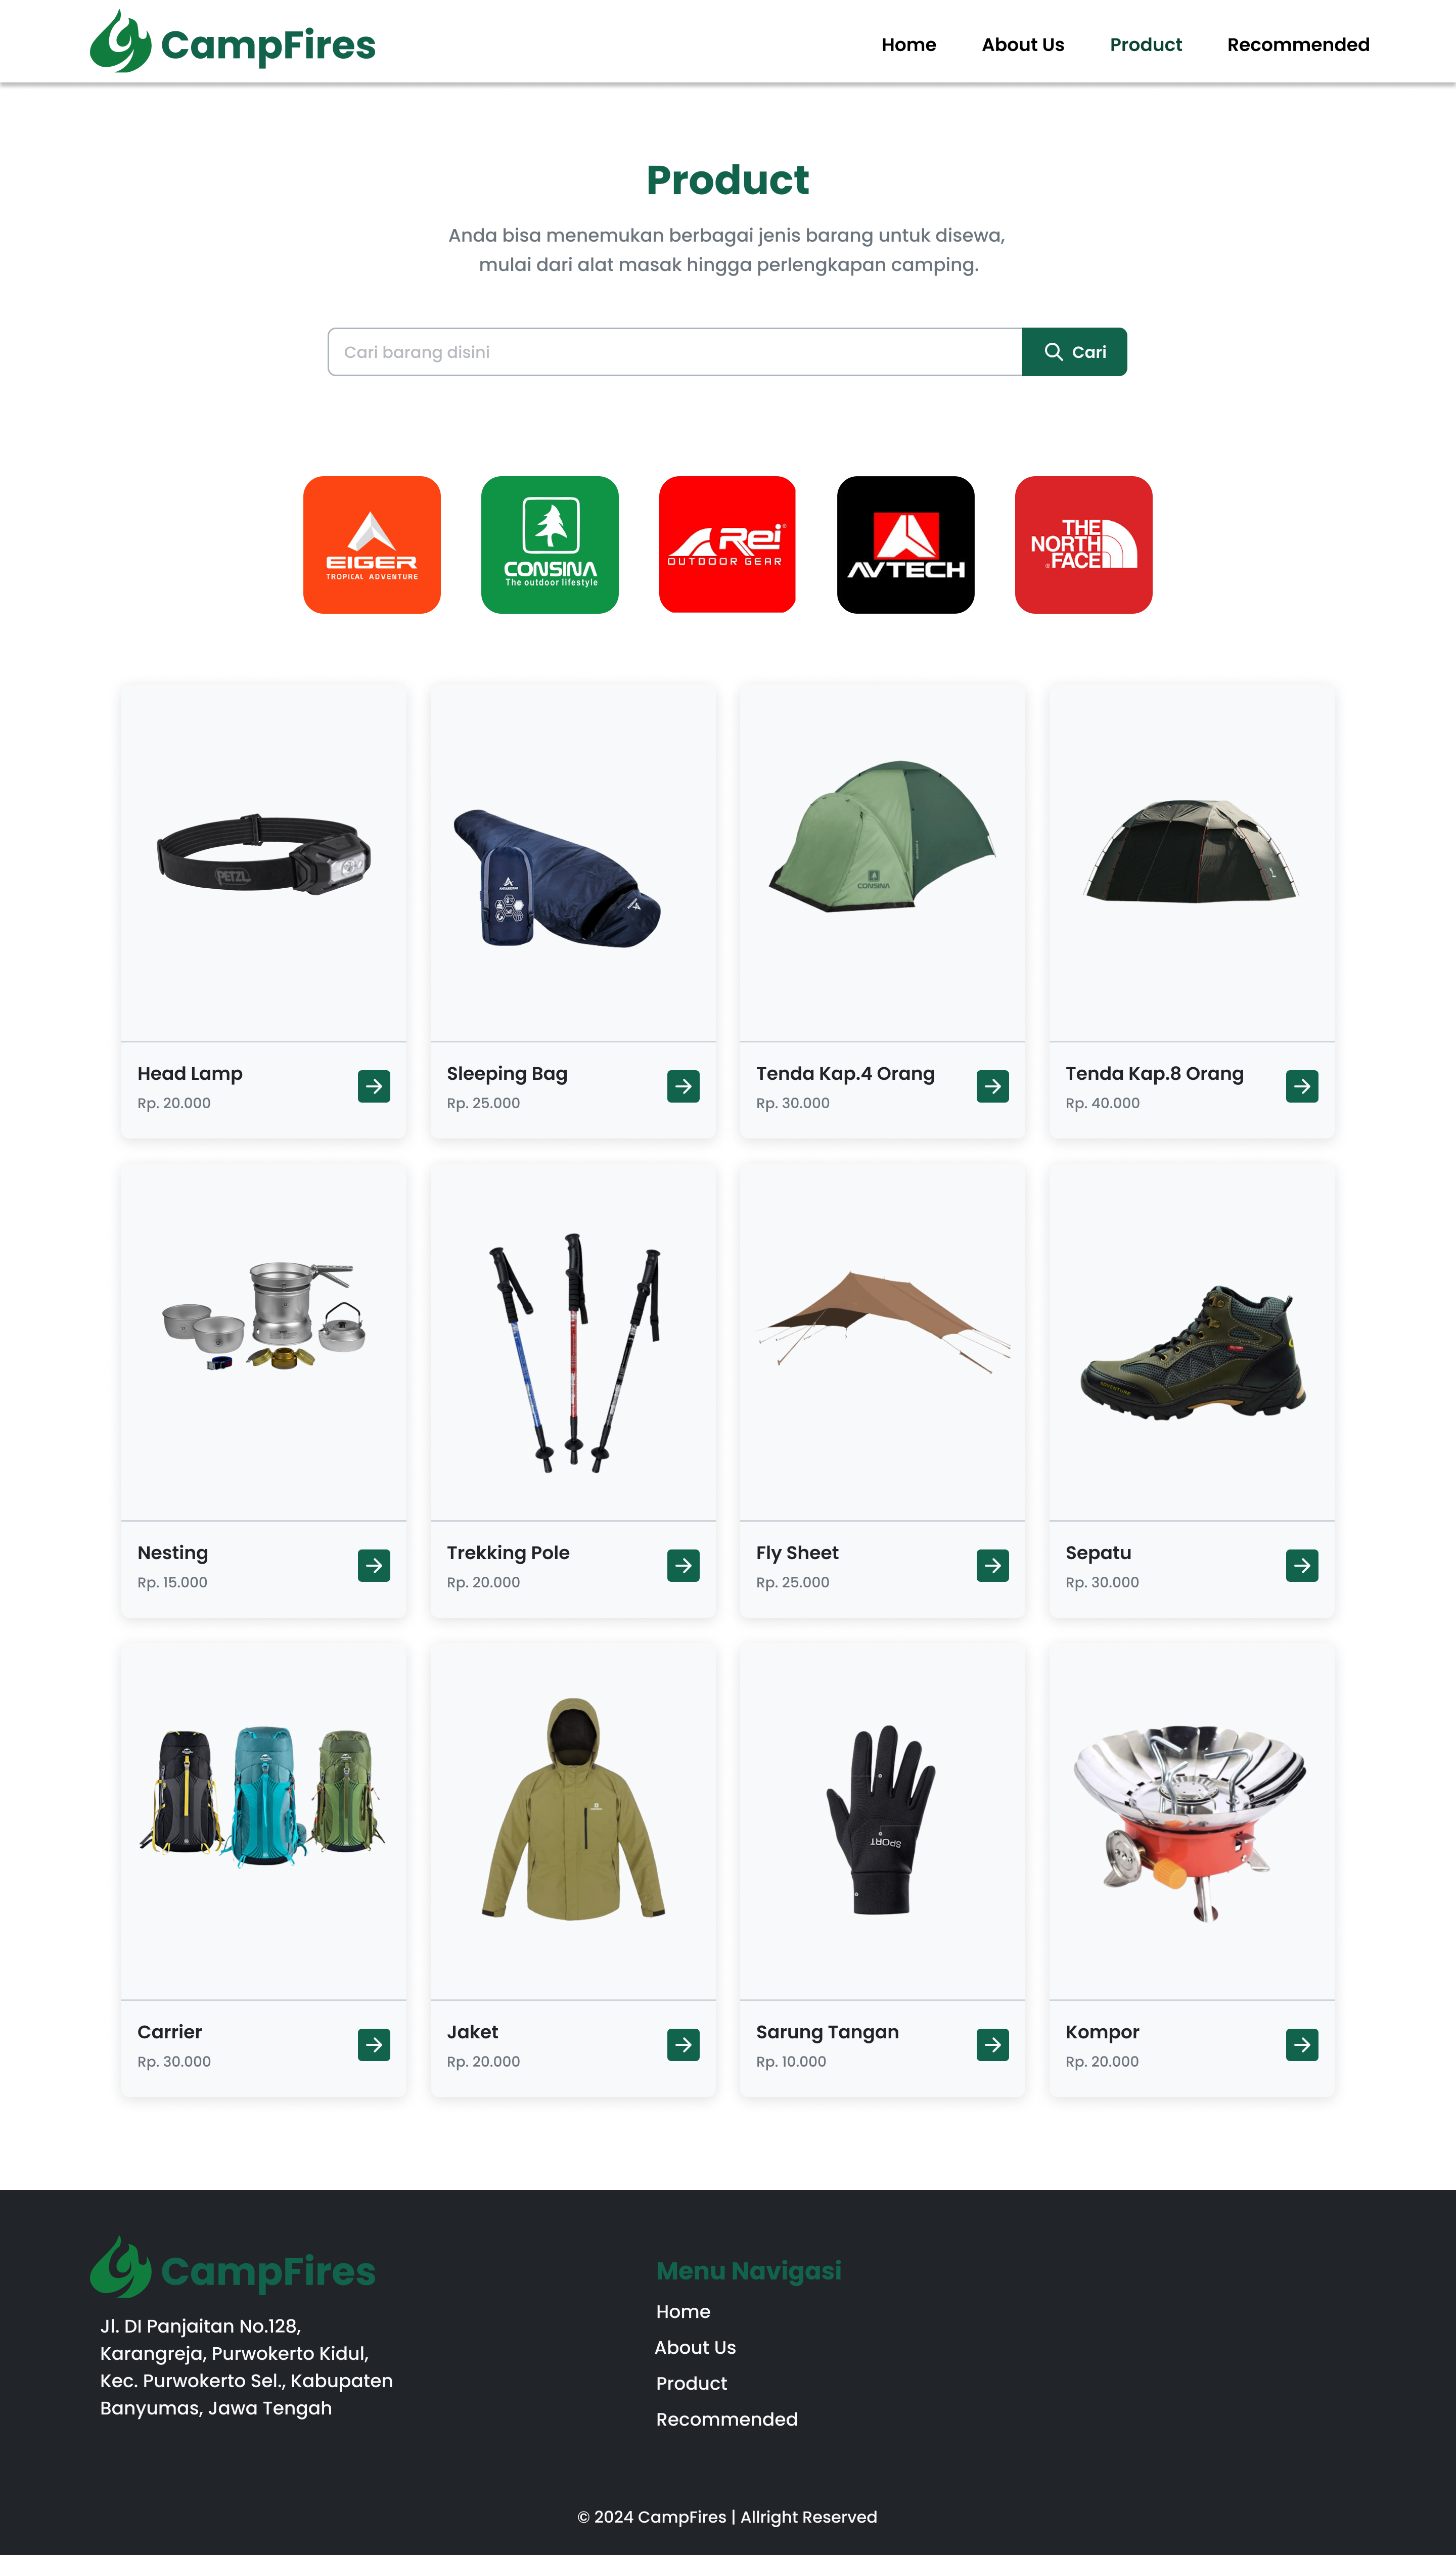 CampFires
Home
About Us
Product
Recommended
Product
Anda bisa menemukan berbagai jenis barang untuk disewa,
mulai dari alat masak hingga perlengkapan camping.
Cari barang disini
Cari
EIGER
TROPICAL ADVENTURE
CONSINA
The outdoor lifestyle
Rei
OUTDOOR GEAR
AVTECH
THE
NORTH
FACE
PETZL
CONSINA
Head Lamp
Rp. 20.000
Sleeping Bag
Rp. 25.000
Tenda Kap.4 Orang
Rp. 30.000
Tenda Kap.8 Orang
Rp. 40.000
ADVENTURE
Nesting
Rp. 15.000
Trekking Pole
Rp. 20.000
Fly Sheet
Rp. 25.000
Sepatu
Rp. 30.000
SPORT
Carrier
Rp. 30.000
Jaket
Rp. 20.000
Sarung Tangan
Rp. 10.000
Kompor
Rp. 20.000
CampFires
Jl. DI Panjaitan No.128,
Karangreja, Purwokerto Kidul,
Kec. Purwokerto Sel., Kabupaten
Banyumas, Jawa Tengah
Menu Navigasi
Home
About Us
Product
Recommended
© 2024 CampFires | Allright Reserved